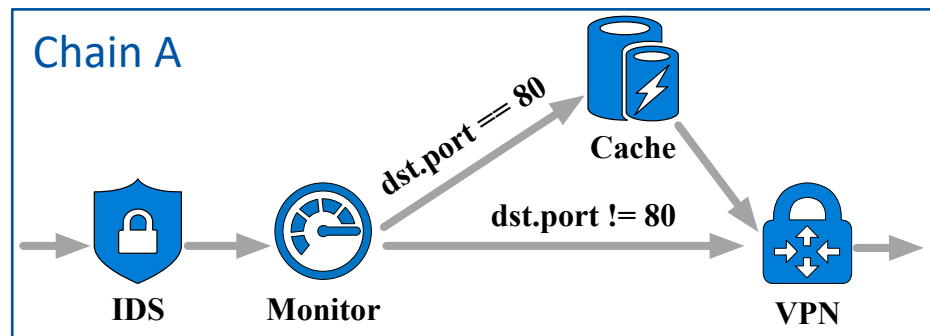 Chain A
dst.port == 80
Cache
dst.port != 80
IDS
Monitor
VPN